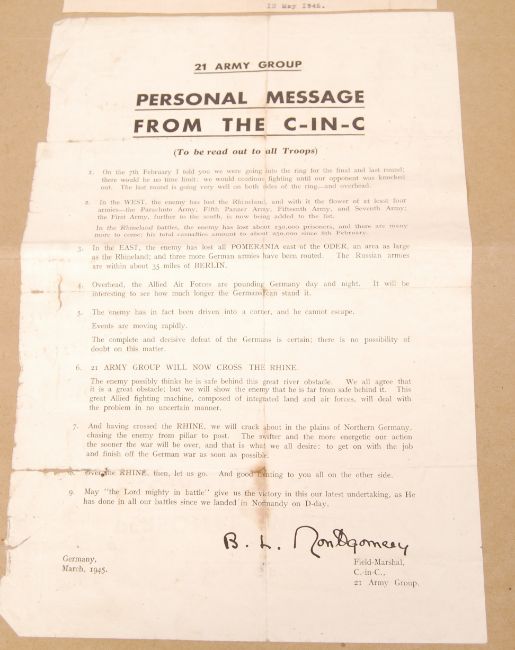 12 May 1945.
21 ARMY GROUP
PERSONAL MESSAGE
FROM THE C-IN-C
(To be read out to all Troops)
1. On the 7th February I told you we were going into the ring for the final and last round;
there would be no time limit; we would continue fighting until our opponent was knocked
out. The last round is going very well on both sides of the ring—and overhead.
2. In the WEST, the enemy has lost the Rhineland, and with it the flower of at least four
armies—the Parachute Army, Fifth Panzer Army, Fifteenth Army, and Seventh Army;
the First Army, further to the south, is now being added to the list.
In the Rhineland battles, the enemy has lost about 150,000 prisoners, and there are many
more to come; his total casualties amount to about 250,000 since 8th February.
3. In the EAST, the enemy has lost all POMERANIA east of the ODER, an area as large
as the Rhineland; and three more German armies have been routed. The Russian armies
are within about 35 miles of BERLIN.
4. Overhead, the Allied Air Forces are pounding Germany day and night. It will be
interesting to see how much longer the Germans can stand it.
5. The enemy has in fact been driven into a corner, and he cannot escape.
Events are moving rapidly.
The complete and decisive defeat of the Germans is certain; there is no possibility of
doubt on this matter.
6. 21 ARMY GROUP WILL NOW CROSS THE RHINE.
The enemy possibly thinks he is safe behind this great river obstacle. We all agree that
it is a great obstacle; but we will show the enemy that he is far from safe behind it. This
great Allied fighting machine, composed of integrated land and air forces, will deal with
the problem in no uncertain manner.
7. And having crossed the RHINE, we will crack about in the plains of Northern Germany,
chasing the enemy from pillar to post. The swifter and the more energetic our action
the sooner the war will be over, and that is what we all desire: to get on with the job
and finish off the German war as soon as possible.
8. Over the RHINE, then, let us go. And good hunting to you all on the other side.
9. May "the Lord mighty in battle" give us the victory in this our latest undertaking, as He
has done in all our battles since we landed in Normandy on D-day.
B. L. Montgomery
Germany, Field-Marshal,
March, 1945. C.-in-C.,
21 Army Group.